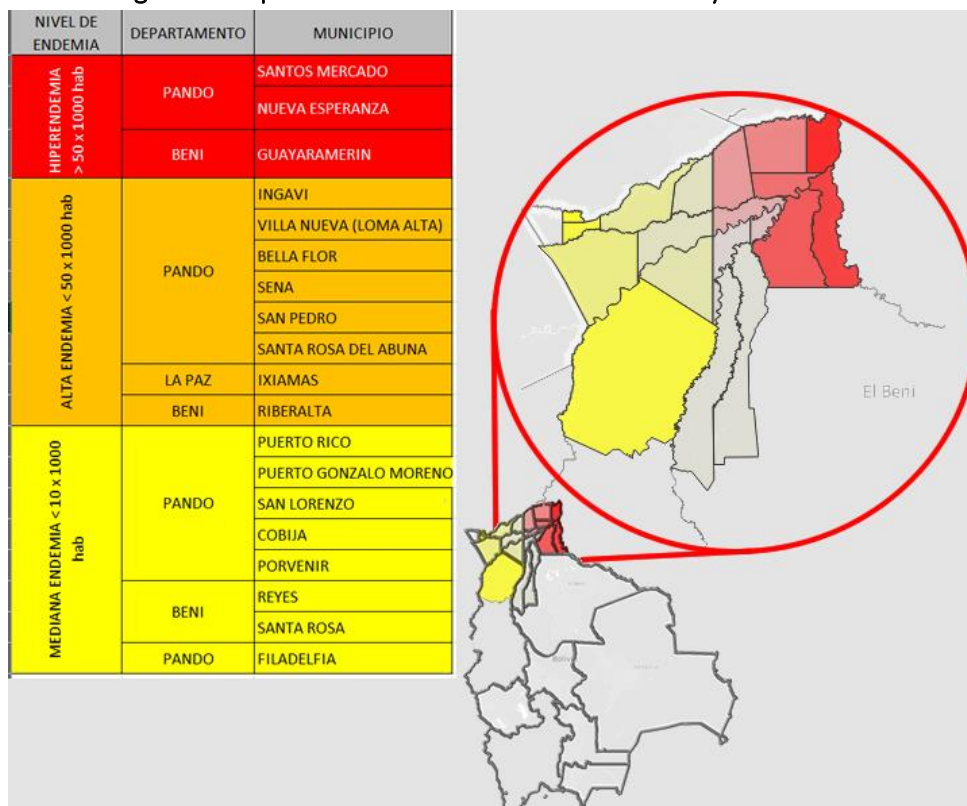 NIVEL DE
ENDEMIA
DEPARTAMENTO
MUNICIPIO
HIPERENDEMIA
> 50 x 1000 hab
PANDO
SANTOS MERCADO
NUEVA ESPERANZA
BENI
GUAYARAMERIN
ALTA ENDEMIA < 50 x 1000 hab
PANDO
INGAVI
VILLA NUEVA (LOMA ALTA)
BELLA FLOR
SENA
SAN PEDRO
SANTA ROSA DEL ABUNA
LA PAZ
IXIAMAS
BENI
RIBERALTA
MEDIANA ENDEMIA < 10 x 1000
hab
PANDO
PUERTO RICO
PUERTO GONZALO MORENO
SAN LORENZO
COBIJA
PORVENIR
BENI
REYES
SANTA ROSA
PANDO
FILADELFIA
El Beni